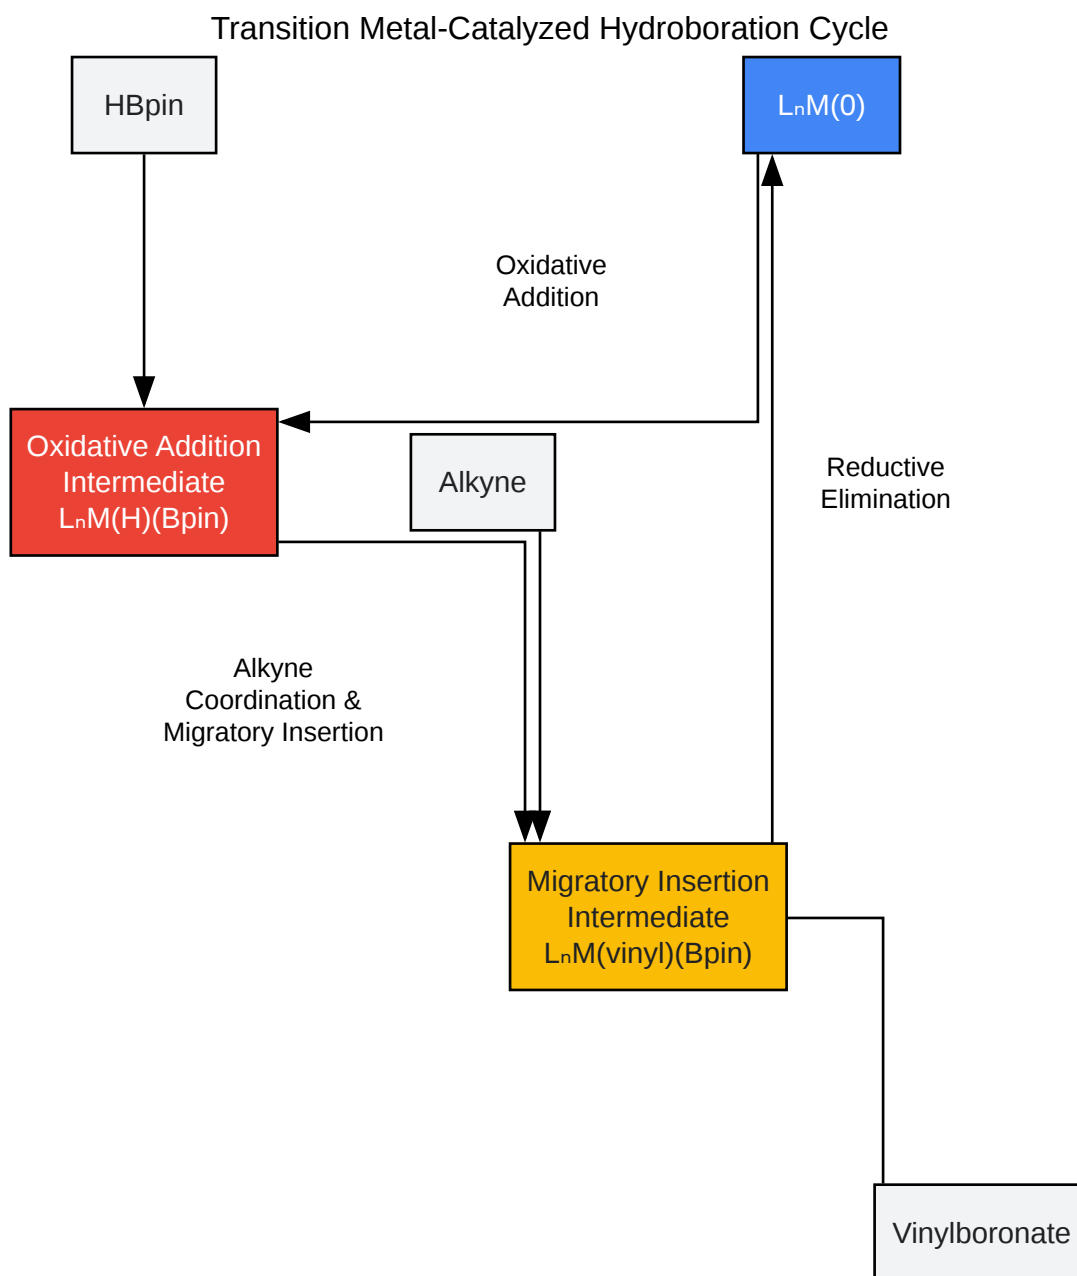 Transition Metal-Catalyzed Hydroboration Cycle
HBpin
LₙM(0)
Oxidative
Addition
Oxidative Addition
Intermediate
LₙM(H)(Bpin)
Alkyne
Reductive
Elimination
Alkyne
Coordination &
Migratory Insertion
Migratory Insertion
Intermediate
LₙM(vinyl)(Bpin)
Vinylboronate